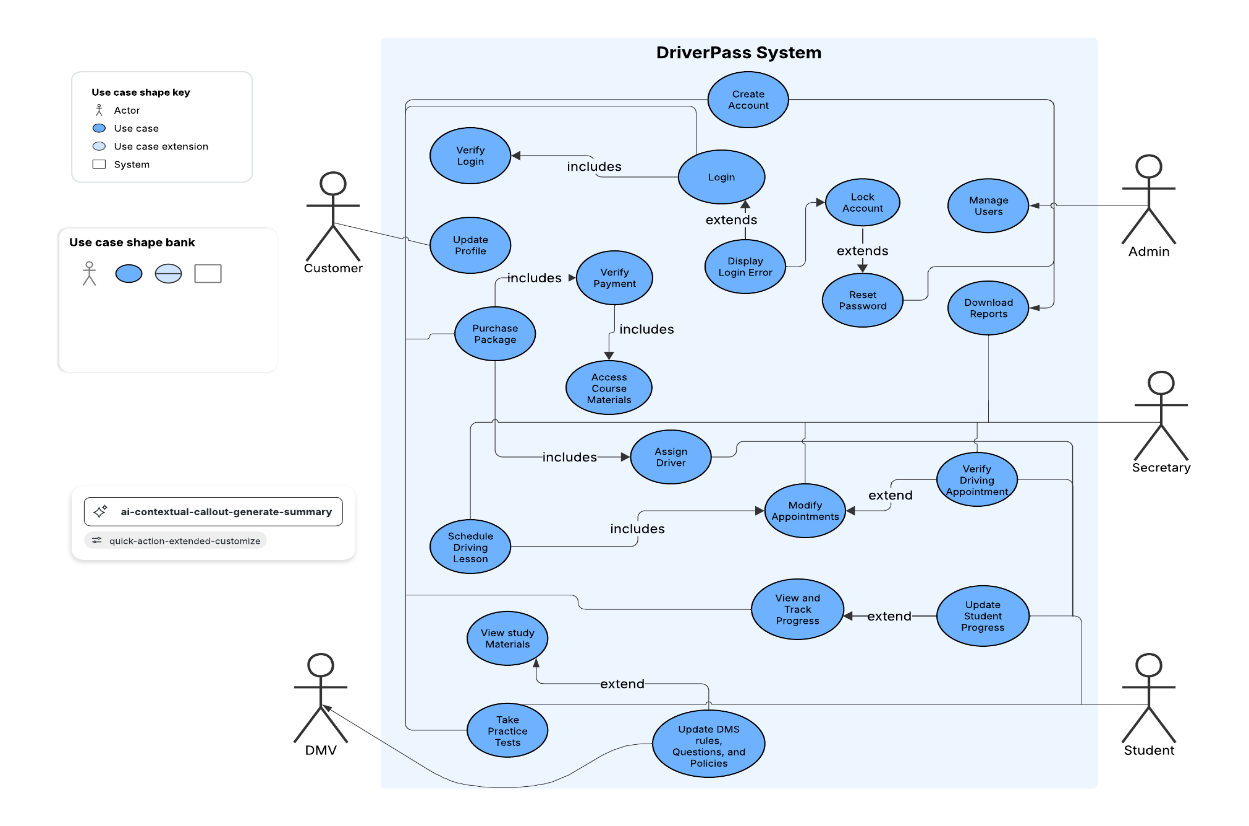 DriverPass System
Use case shape key
Actor
Use case
Use case extension
System
Use case shape bank
ai-contextual-callout-generate-summary
quick-action-extended-customize
Customer
Admin
Secretary
Student
DMV
Create
Account
Verify
Login
includes
Login
extends
Lock
Account
Manage
Users
Update
Profile
Display
Login Error
extends
includes
Verify
Payment
Reset
Password
Download
Reports
Purchase
Package
includes
Access
Course
Materials
includes
Assign
Driver
Verify
Driving
Appointment
extend
Modify
Appointments
includes
Schedule
Driving
Lesson
View and
Track
Progress
extend
Update
Student
Progress
View study
Materials
extend
Take
Practice
Tests
Update DMS
rules,
Questions, and
Policies